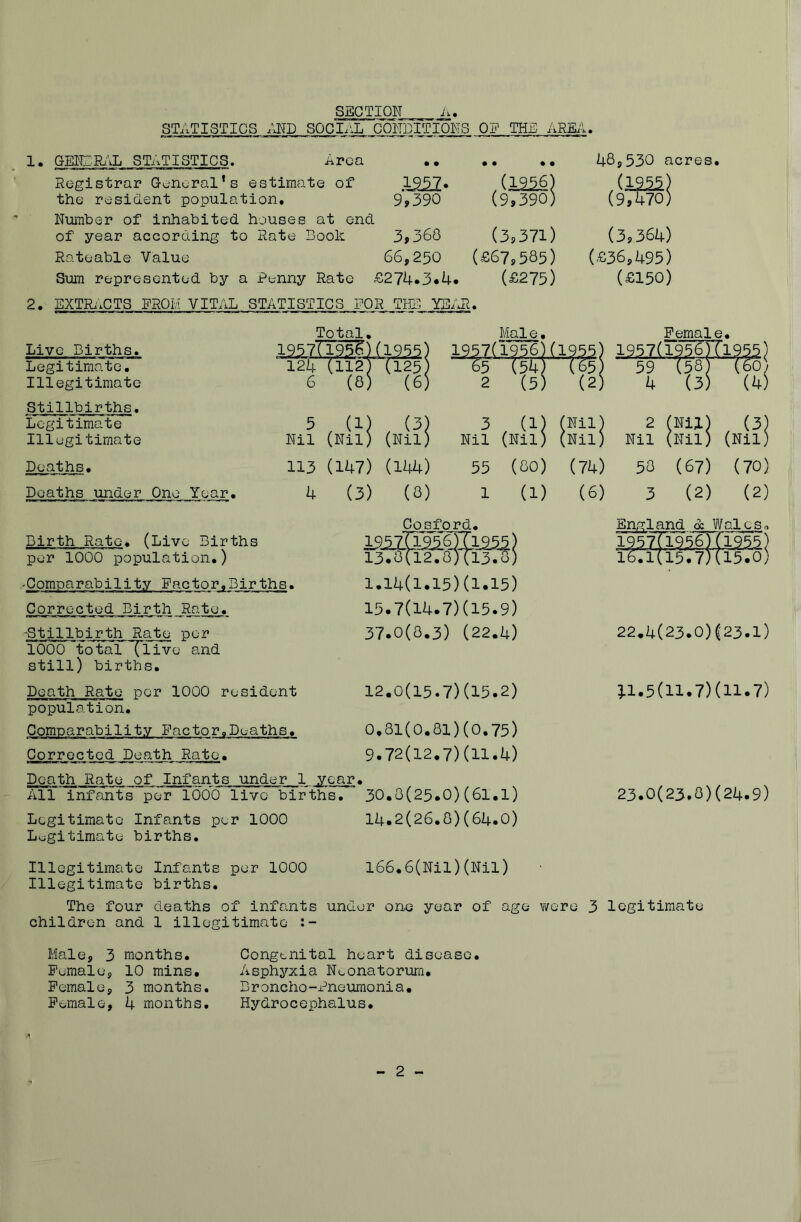 SECTION A.
STATISTICS AND SOCIAL CONDITIONS OF THE AREA.
1. GENERAL STATISTICS. Area .. .. .. 48,530 acres.
Registrar General's estimate of 1957. (1956) (1955)
the resident population. 9,390 (9,390) (9,470)
Number of inhabited houses at end
of year according to Rate Book 3,368 (3,371) (3,364)
Rateable Value 66,250 (£67,585) (£36,495)
Sum represented by a Penny Rate £274.3.4. (£275) (£150)
2. EXTRACTS FROM VITAL STATISTICS FOR THE YEAR.
Total. Male. Female.
Live Births. 1957(1956)(1955) 1957(1956)(1955) 1957(1956)(1955)
Legitimate. 124 (112) (125) 65 (54) (65) 59 (58) (60)
Illegitimate 6 (8) (6) 2 (5) (2) 4 (3) (4)
Stillbirths.
Legitimate 5 (1) (3) 3 (1) (Nil) 2 (Nil) (3)
Illegitimate Nil (Nil) (Nil) Nil (Nil) (Nil) Nil (Nil) (Nil)
Deaths. 113 (147) (144) 55 (80) (74) 58 (67) (70)
Deaths under One Year. 4 (3) (8) 1 (1) (6) 3 (2) (2)
Gosford. England & Wales.
Birth Rate. (Live Births 1957(1956)(1955) 1957(1956)(1955)
per 1000 population.) 13.8(12.8)(13.8) 16.1(15.7)(15.0)
Comparability Factor,Births. 1.14(1.15)(1.15)
Corrected Birth Rate. 15.7(14.7)(15.9)
Stillbirth Rate per 37.0(8.3) (22.4) 22.4(23.0)(23.1)
1000 total (live and
still) births.
Death Rate per 1000 resident 12.0(15.7)(15.2) 11.5(11.7)(11.7)
population.
Comparability Factor,Deaths. 0.81(0.81)(0.75)
Corrected Death Rate. 9.72(12.7)(11.4)
Death Rate of Infants under 1 year.
All infants per 1000 live births. 30.8(25.0)(61.1) 23.0(23.8)(24.9)
Legitimate Infants per 1000 14.2(26.8)(64.0)
Legitimate births.
Illegitimate Infants per 1000 166.6(Nil)(Nil)
Illegitimate births.
The four deaths of infants under one year of age were 3 legitimate
children and 1 illegitimate :-
Male, 3 months. Congenital heart disease.
Female, 10 mins. Asphyxia Neonatorum.
Female, 3 months. Broncho-Pneumonia.
Female, 4 months. Hydrocephalus.
- 2 -